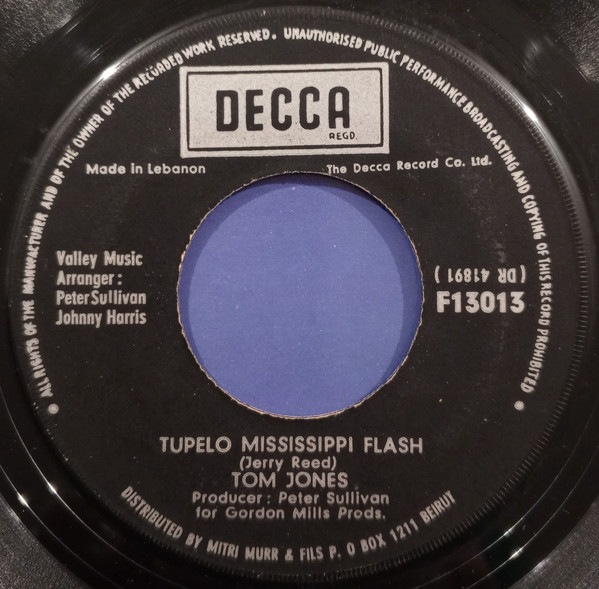 ALL RIGHTS OF THE MANUFACTURER AND OF THE OWNER OF THE RECORDED WORK RESERVED. UNAUTHORISED PUBLIC PERFORMANCE BROADCASTING AND COPYING OF THIS RECORD PROHIBITED
DECCA
REGD.
Made in Lebanon
The Decca Record Co. Ltd.
Valley Music
Arranger :
Peter Sullivan
Johnny Harris
(DR 41891)
F13013
TUPELO MISSISSIPPI FLASH
(Jerry Reed)
TOM JONES
Producer : Peter Sullivan
for Gordon Mills Prods.
DISTRIBUTED BY MITRI MURR & FILS P. O BOX 1211 BEIRUT